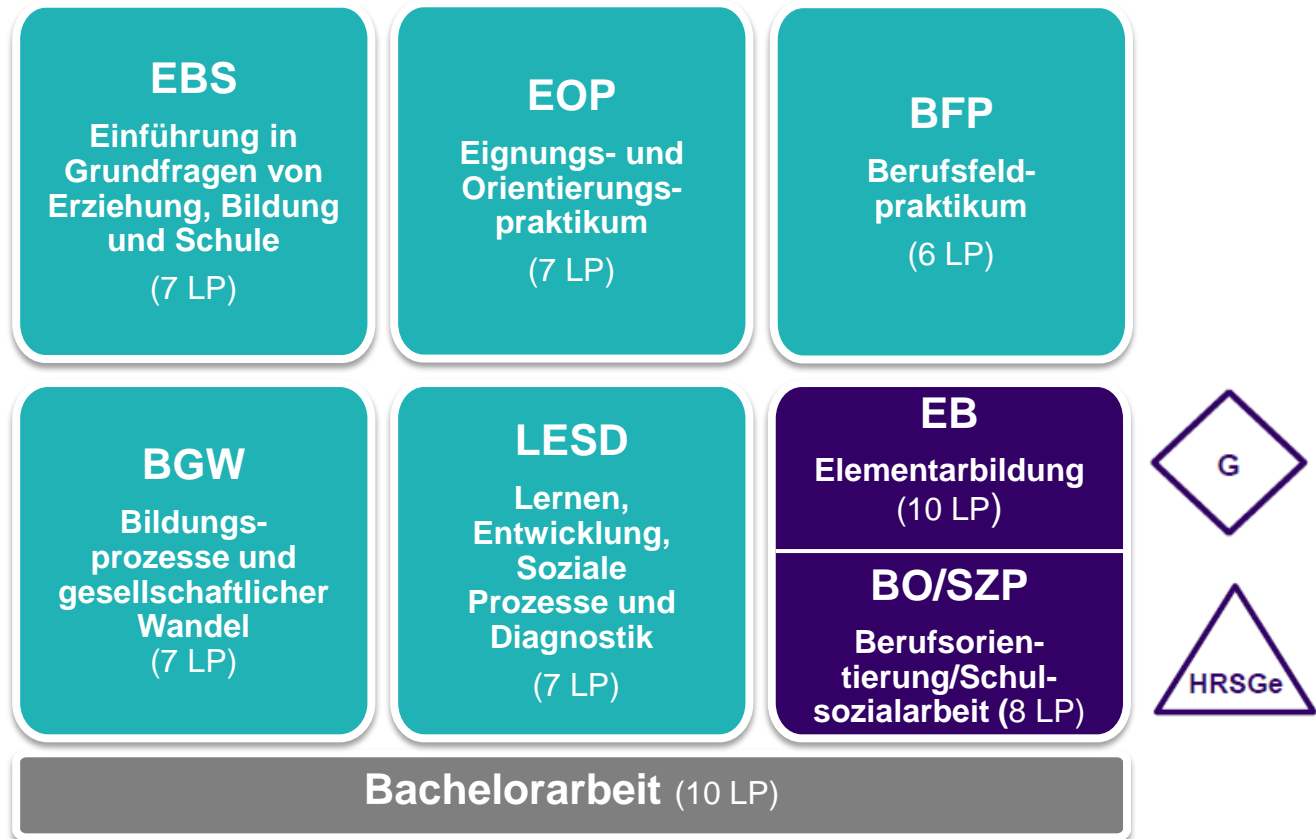 EBS
Einführung in
Grundfragen von
Erziehung, Bildung
und Schule
(7 LP)
EOP
Eignungs- und
Orientierungs-
praktikum
(7 LP)
BFP
Berufsfeld-
praktikum
(6 LP)
BGW
Bildungs-
prozesse und
gesellschaftlicher
Wandel
(7 LP)
LESD
Lernen,
Entwicklung,
Soziale
Prozesse und
Diagnostik
(7 LP)
EB
Elementarbildung
(10 LP)
G
BO/SZP
Berufsorien-
tierung/Schul-
sozialarbeit (8 LP)
HRSGe
Bachelorarbeit (10 LP)